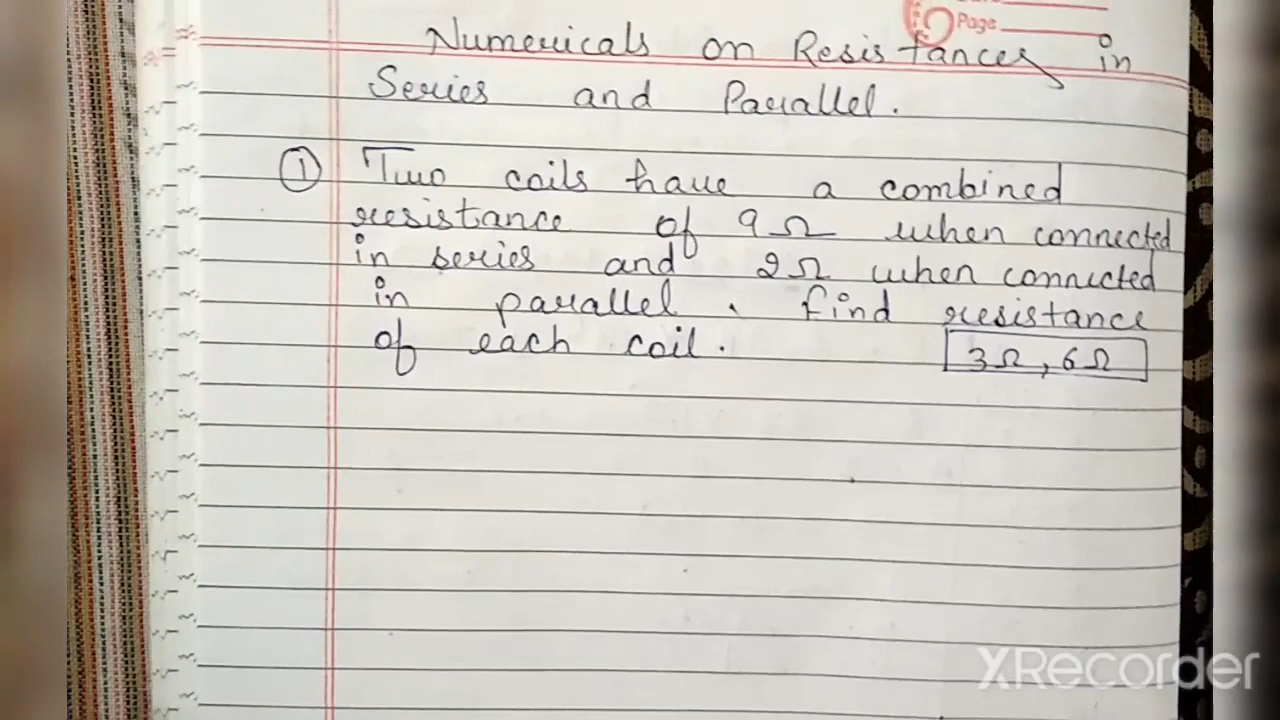 Page
Numericals on Resistances in
Series and Parallel.
① Two coils have a combined
resistance of 9Ω when connected
in series and 2Ω when connected
in parallel. find resistance
of each coil.
3Ω, 6Ω
XRecorder